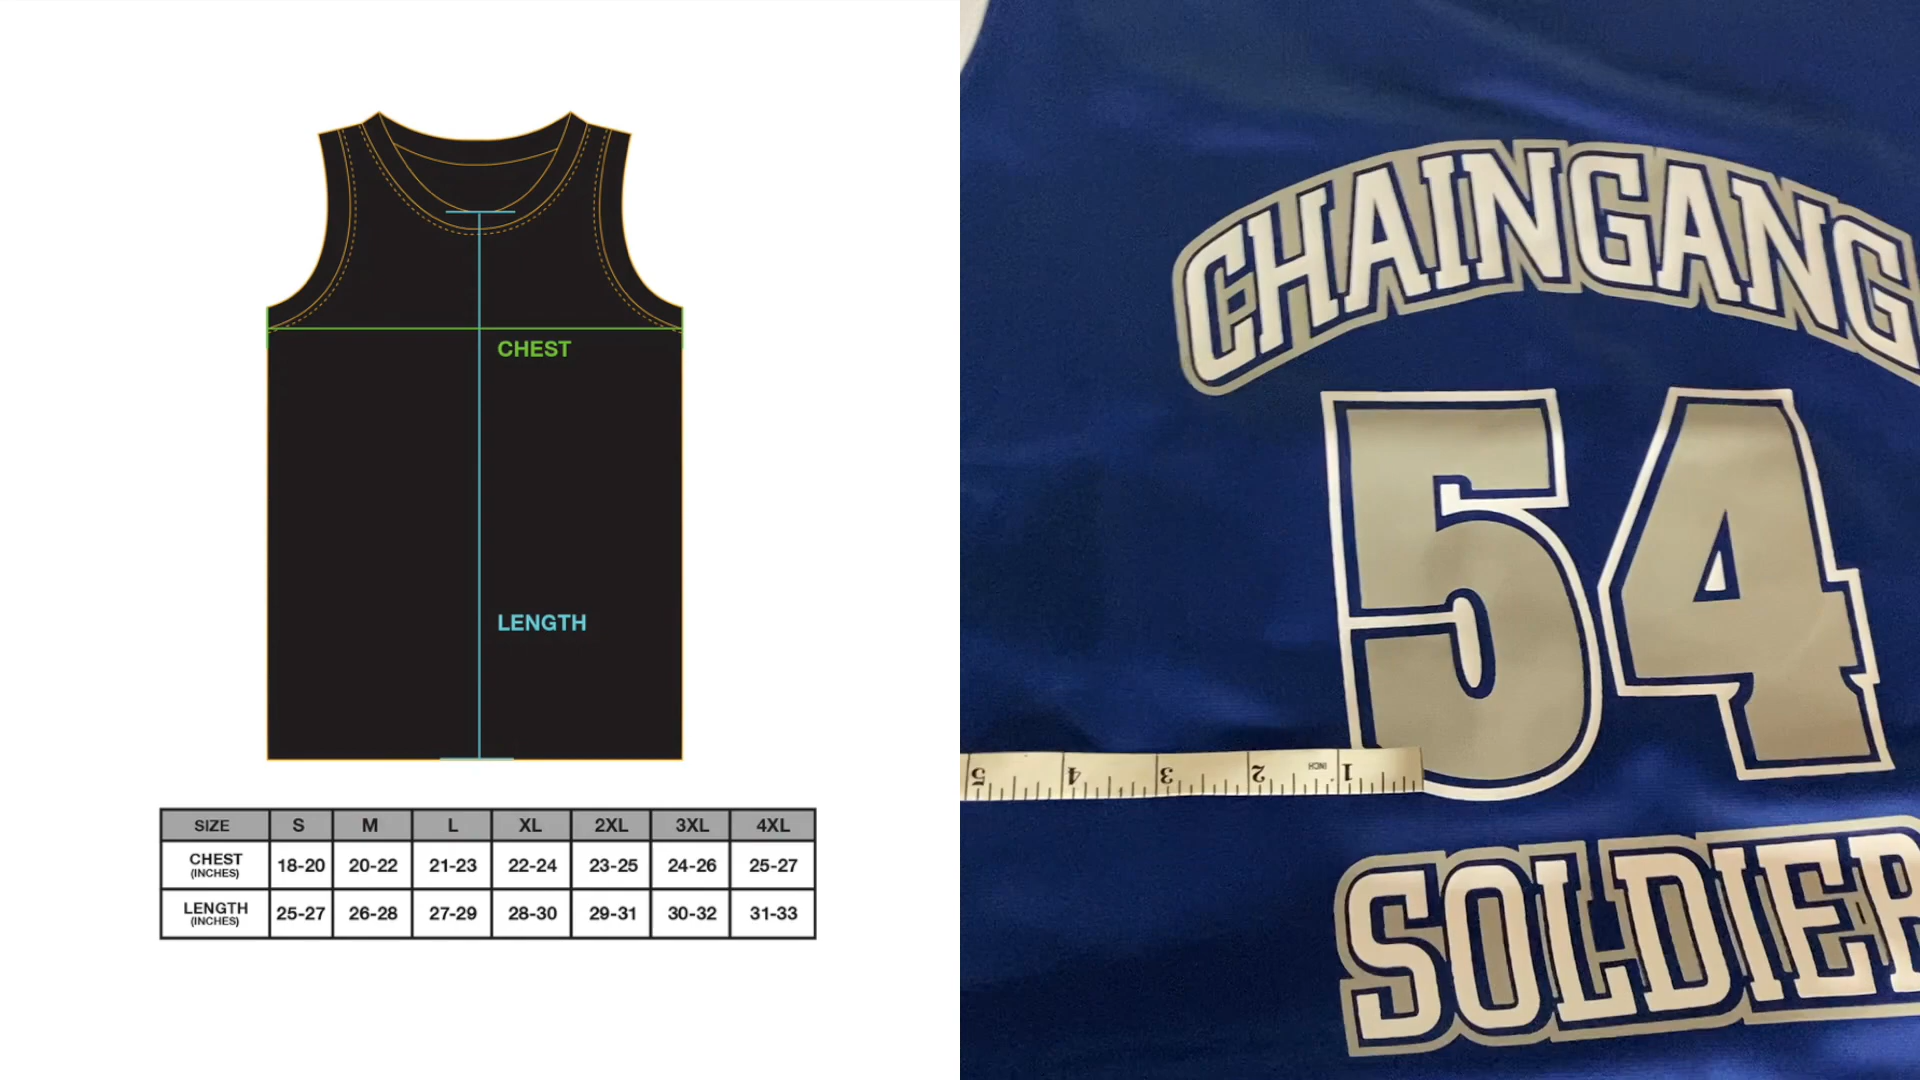 CHEST
LENGTH
SIZE S M L XL 2XL 3XL 4XL
CHEST (INCHES) 18-20 20-22 21-23 22-24 23-25 24-26 25-27
LENGTH (INCHES) 25-27 26-28 27-29 28-30 29-31 30-32 31-33
CHAINGANG
54
5 4 3 2 INCH 1
SOLDIER